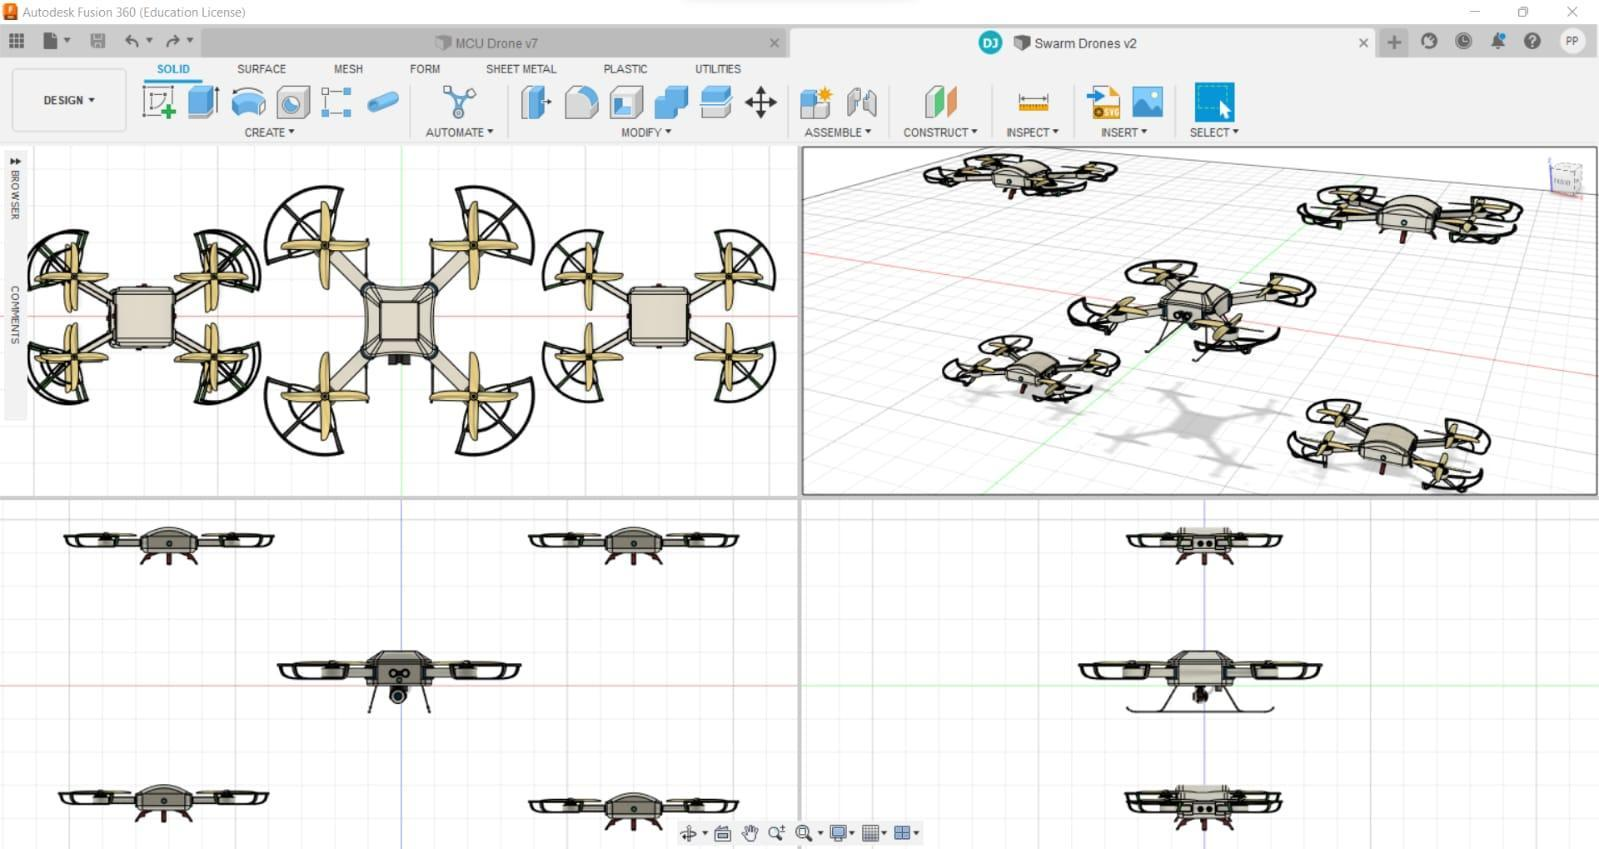 Autodesk Fusion 360 (Education License)
MCU Drone v7
DJ
Swarm Drones v2
PP
SOLID
SURFACE
MESH
FORM
SHEET METAL
PLASTIC
UTILITIES
DESIGN
CREATE
AUTOMATE
MODIFY
ASSEMBLE
CONSTRUCT
INSPECT
INSERT
SELECT
SVG
BROWSER
COMMENTS